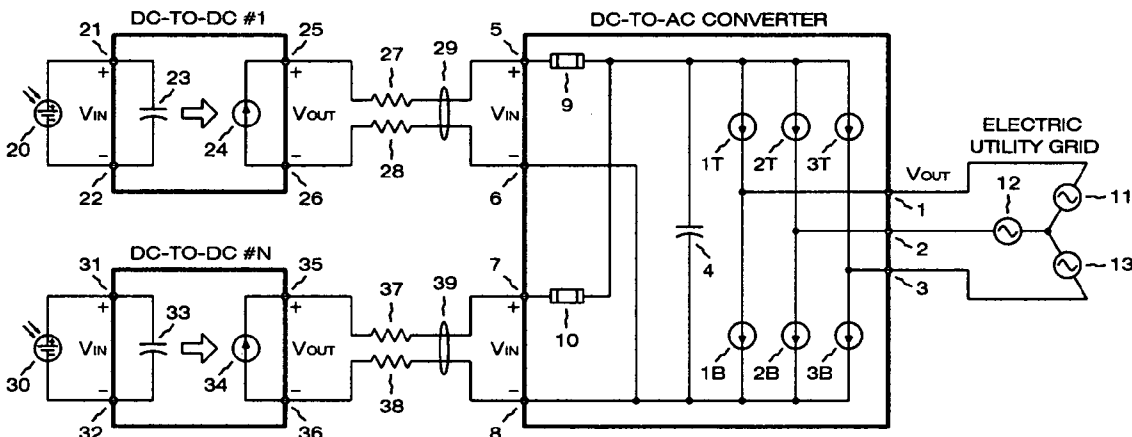 DC-TO-DC #1
DC-TO-AC CONVERTER
21
25
27
29
5
+
+
+
23
9
VIN
VOUT
VIN
20
24
28
-
-
-
22
26
6
1T
2T
3T
ELECTRIC
UTILITY GRID
VOUT
12
11
1
2
13
3
4
DC-TO-DC #N
31
35
37
39
7
+
+
+
33
10
VIN
VOUT
VIN
30
34
38
-
-
-
32
36
8
1B
2B
3B